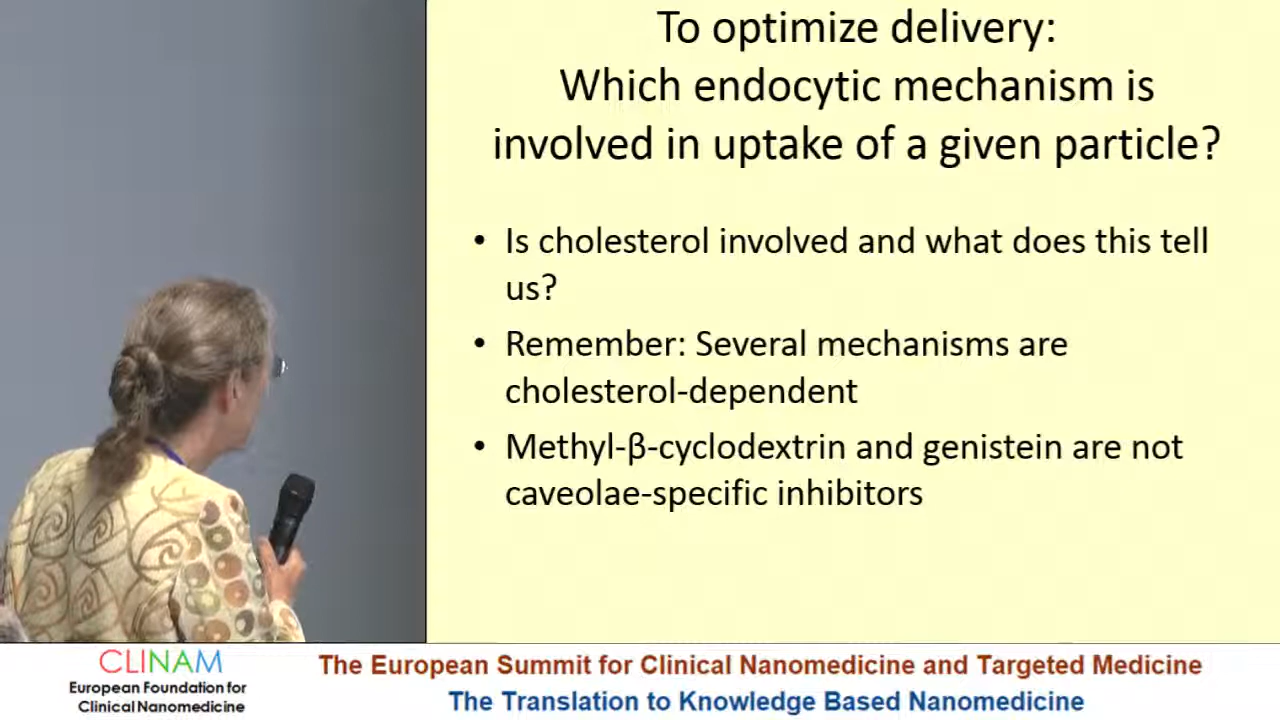 To optimize delivery:
Which endocytic mechanism is
involved in uptake of a given particle?
• Is cholesterol involved and what does this tell
us?
• Remember: Several mechanisms are
cholesterol-dependent
• Methyl-β-cyclodextrin and genistein are not
caveolae-specific inhibitors
CLINAM
European Foundation for
Clinical Nanomedicine
The European Summit for Clinical Nanomedicine and Targeted Medicine
The Translation to Knowledge Based Nanomedicine